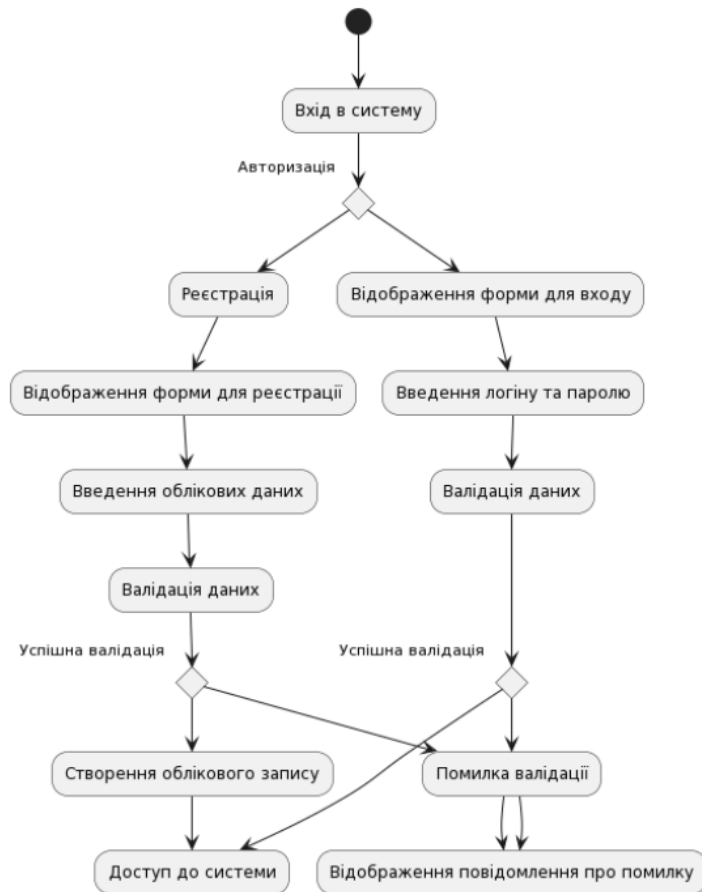 Вхід в систему
Авторизація
Реєстрація
Відображення форми для входу
Відображення форми для реєстрації
Введення логіну та паролю
Введення облікових даних
Валідація даних
Валідація даних
Успішна валідація
Успішна валідація
Створення облікового запису
Помилка валідації
Доступ до системи
Відображення повідомлення про помилку